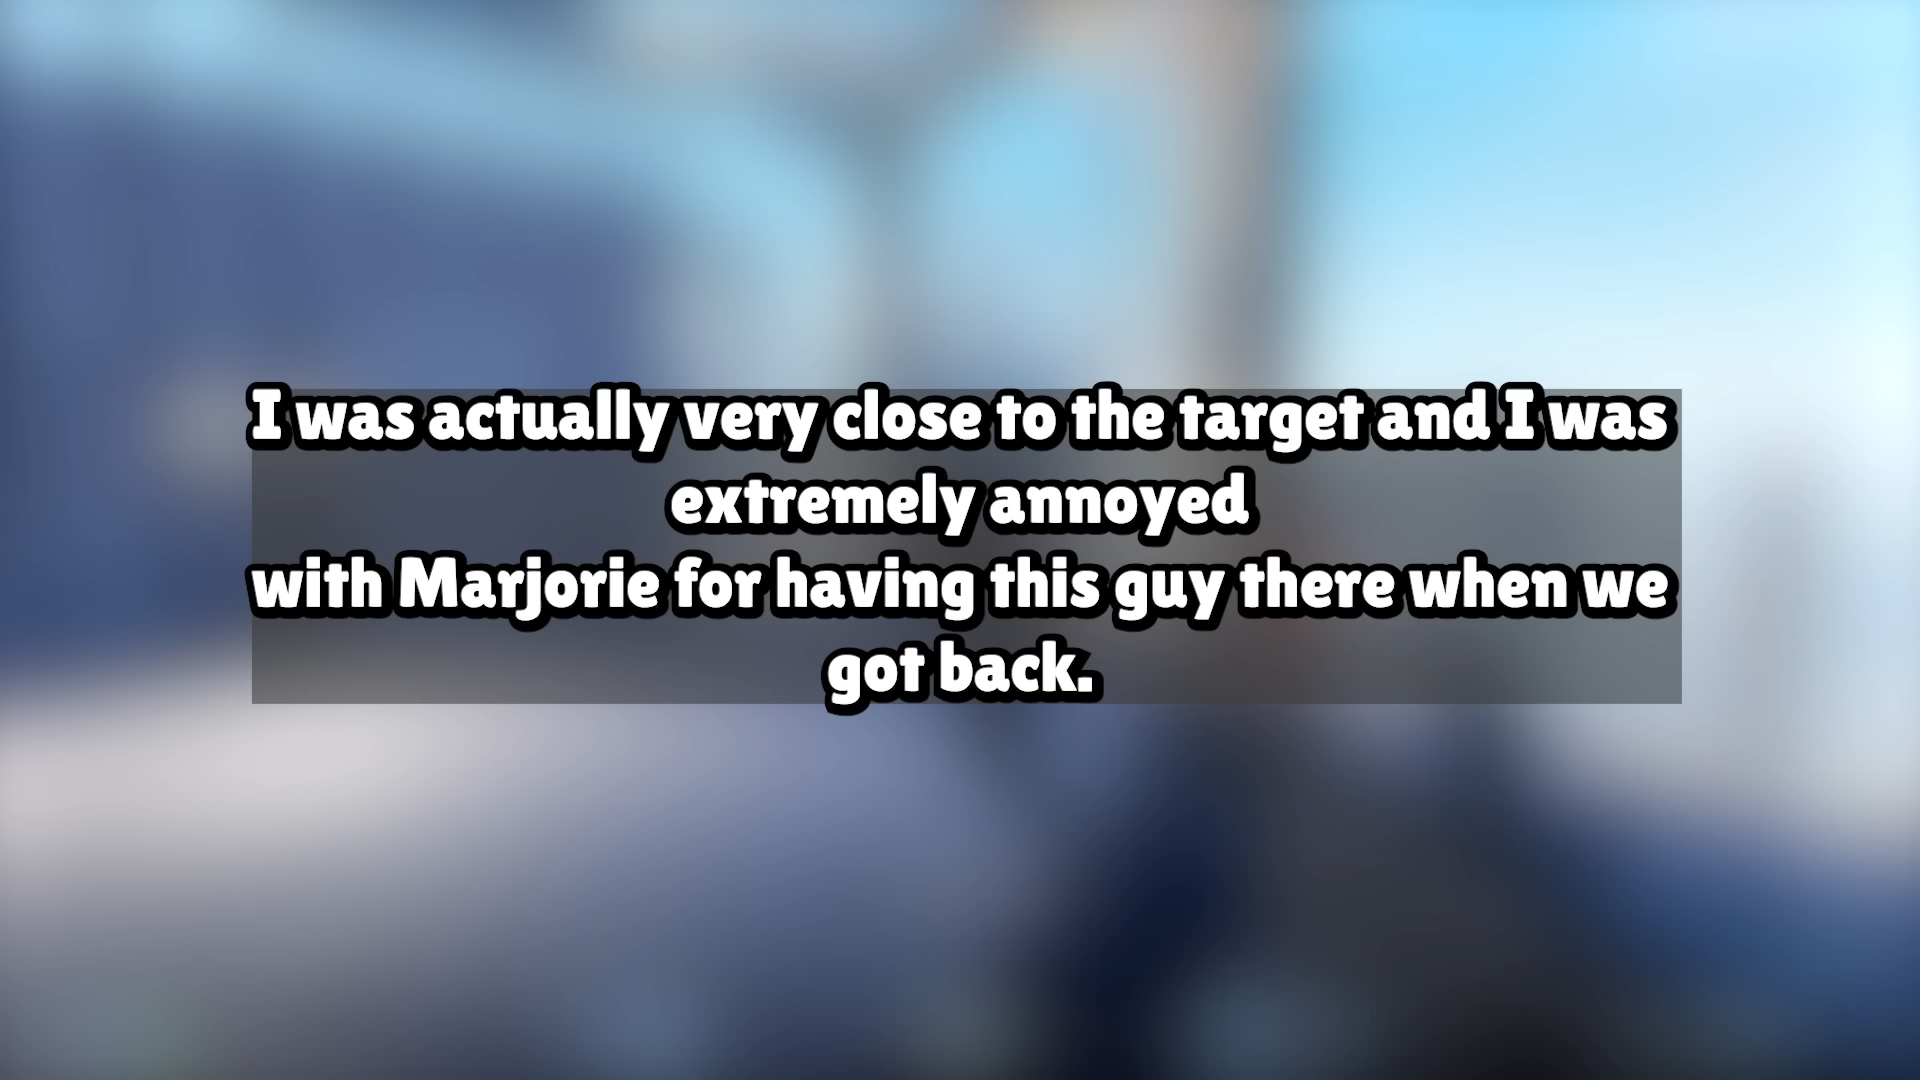 I was actually very close to the target and I was
extremely annoyed
with Marjorie for having this guy there when we
got back.